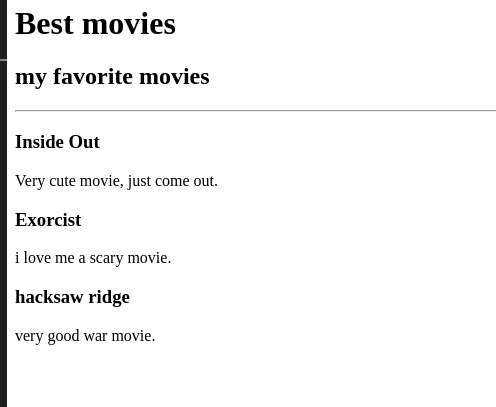 Best movies
my favorite movies
Inside Out
Very cute movie, just come out.
Exorcist
i love me a scary movie.
hacksaw ridge
very good war movie.